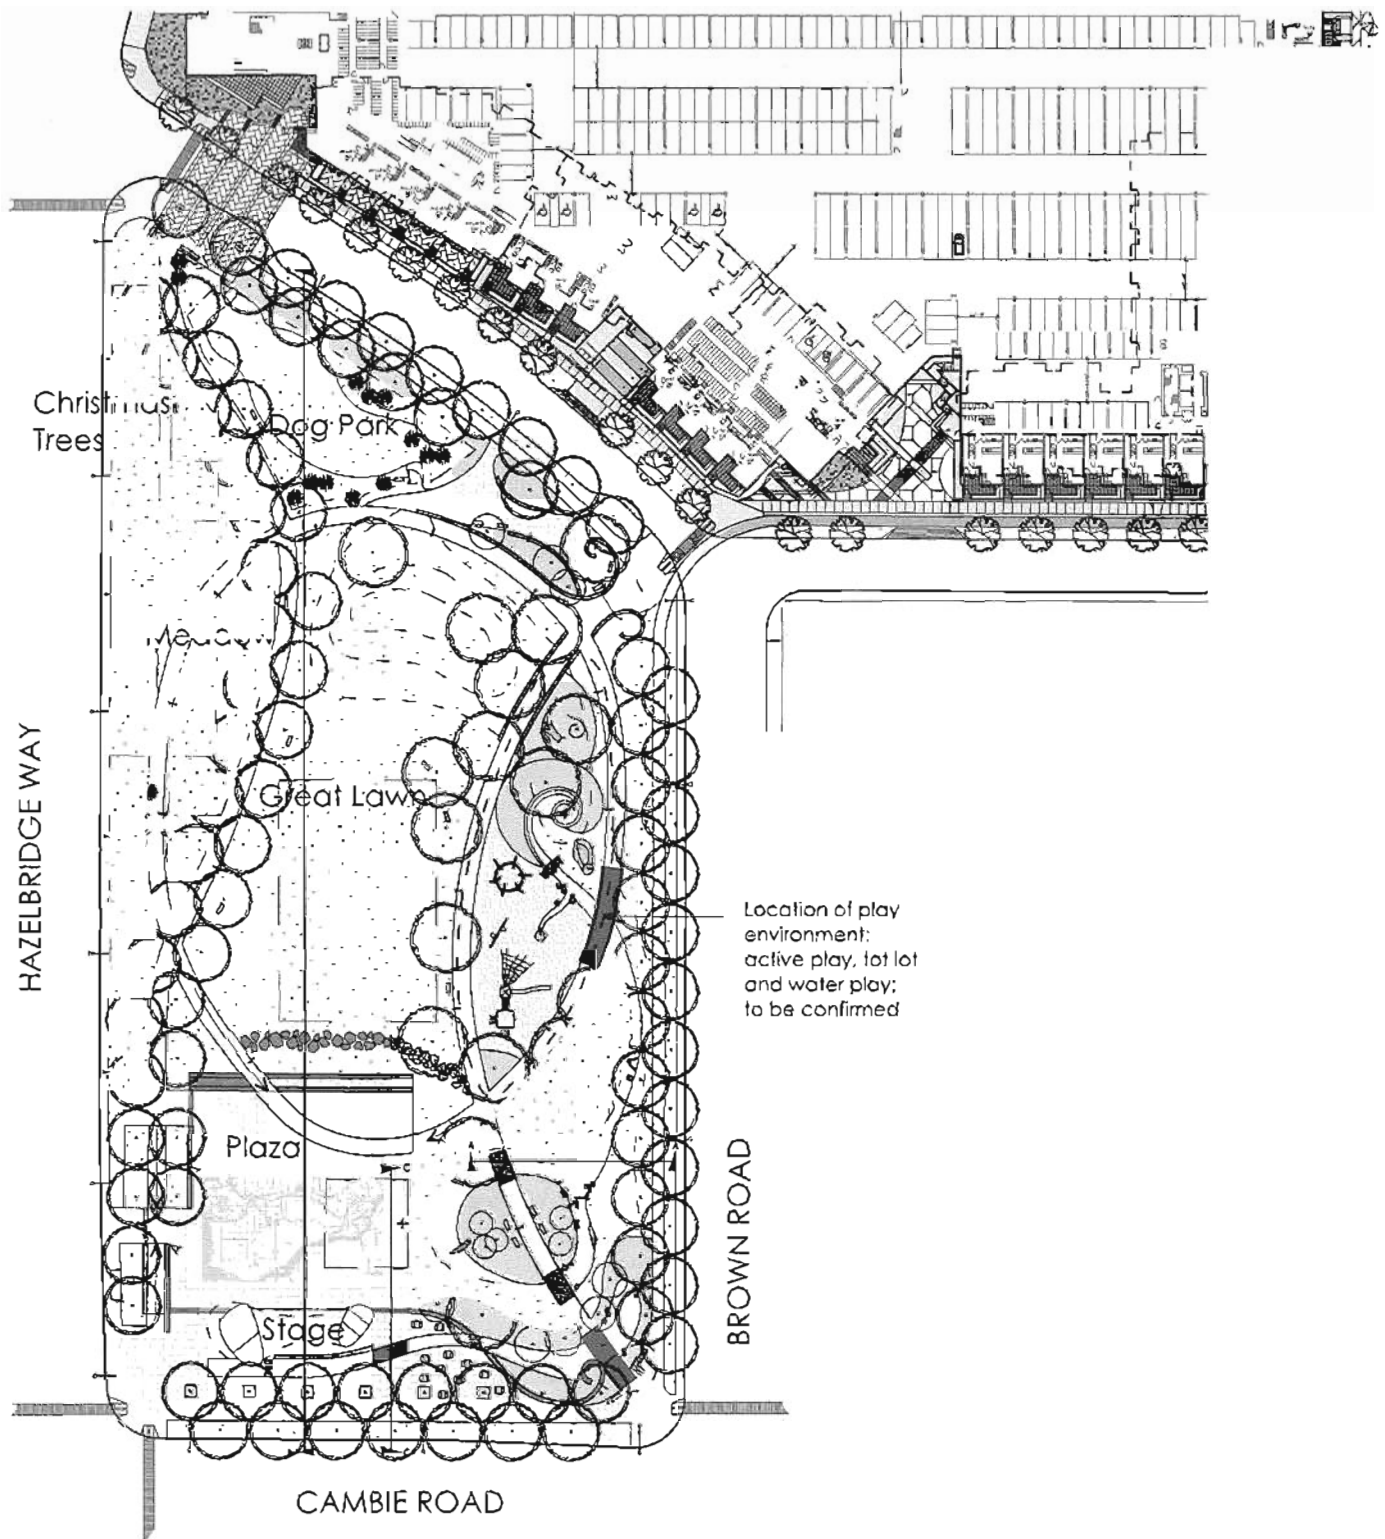 Christmas
Trees
Dog Park
Meadow
Great Lawn
HAZELBRIDGE WAY
Location of play
environment:
active play, tot lot
and water play;
to be confirmed
Plaza
C
BROWN ROAD
Stage
CAMBIE ROAD